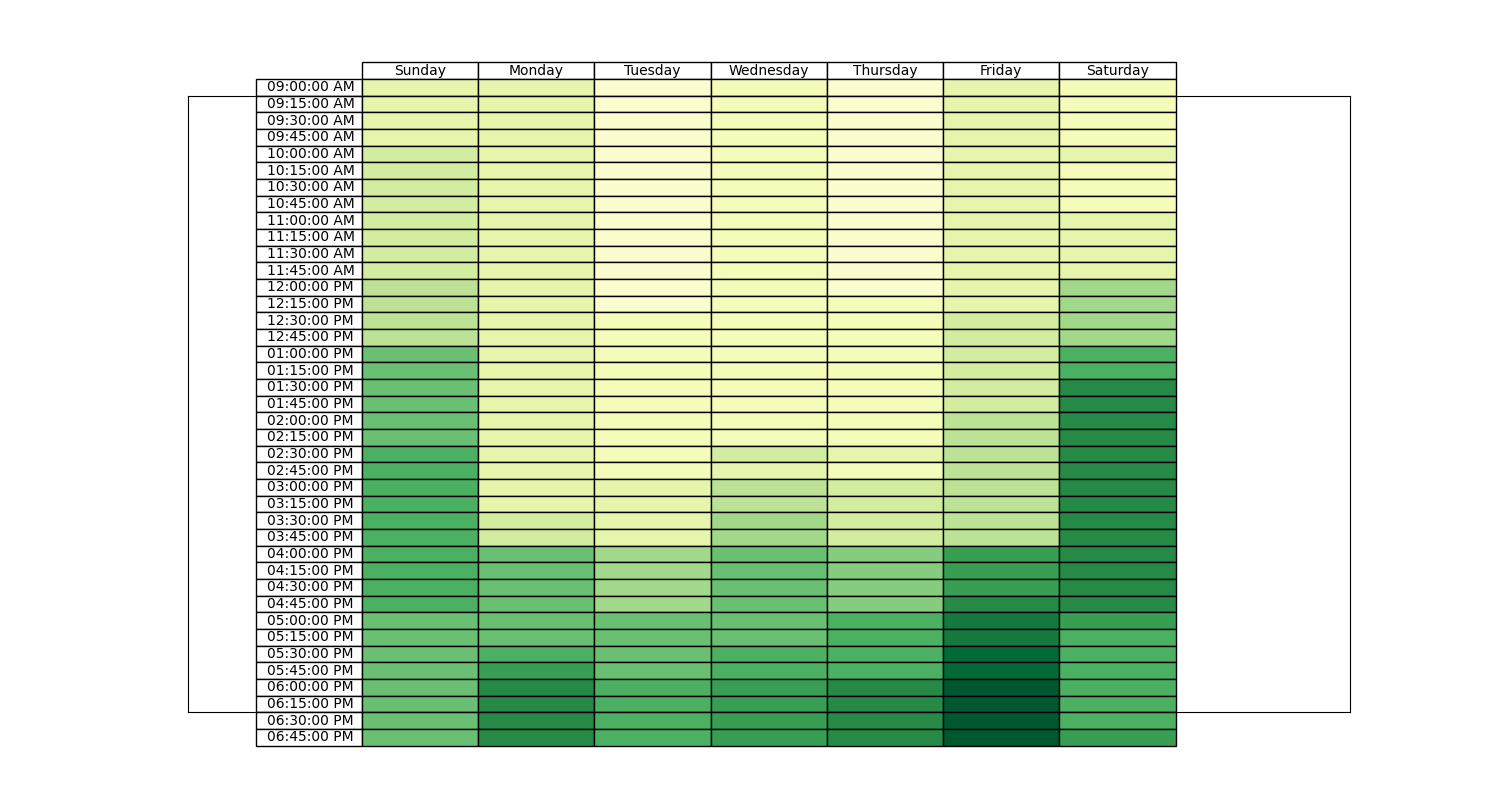 Sunday Monday Tuesday Wednesday Thursday Friday Saturday
09:00:00 AM
09:15:00 AM
09:30:00 AM
09:45:00 AM
10:00:00 AM
10:15:00 AM
10:30:00 AM
10:45:00 AM
11:00:00 AM
11:15:00 AM
11:30:00 AM
11:45:00 AM
12:00:00 PM
12:15:00 PM
12:30:00 PM
12:45:00 PM
01:00:00 PM
01:15:00 PM
01:30:00 PM
01:45:00 PM
02:00:00 PM
02:15:00 PM
02:30:00 PM
02:45:00 PM
03:00:00 PM
03:15:00 PM
03:30:00 PM
03:45:00 PM
04:00:00 PM
04:15:00 PM
04:30:00 PM
04:45:00 PM
05:00:00 PM
05:15:00 PM
05:30:00 PM
05:45:00 PM
06:00:00 PM
06:15:00 PM
06:30:00 PM
06:45:00 PM